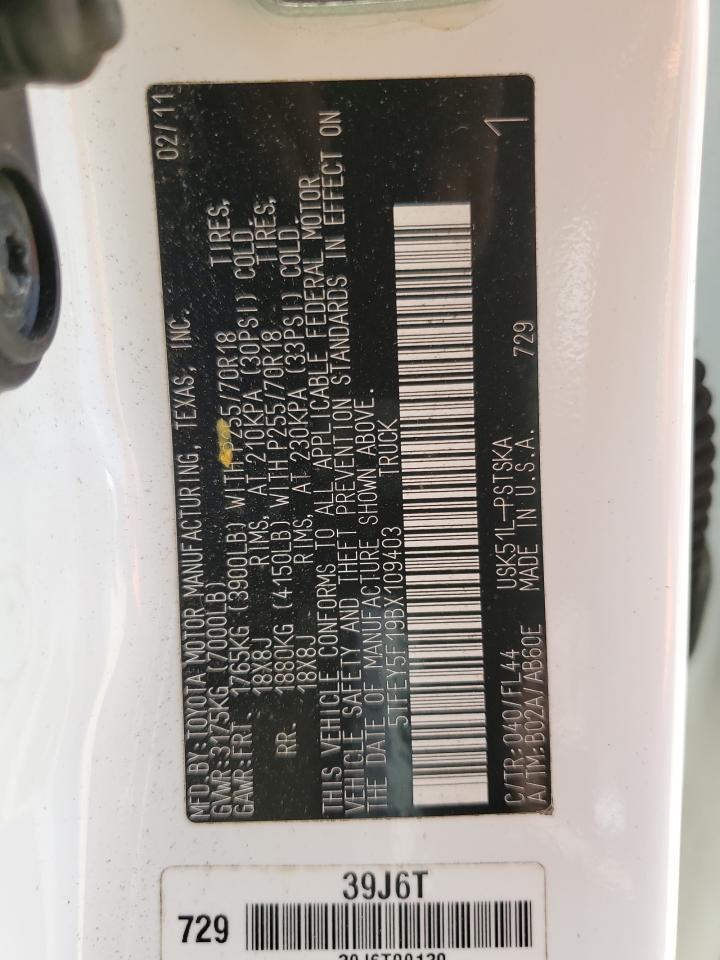 MFD.BY:TOYOTA MOTOR MANUFACTURING, TEXAS, INC. 02/11
GVWR:3175KG (7000LB)
GAWR:FRT. 1765KG (3900LB) WITH P255/70R18 TIRES,
18X8J RIMS, AT 210KPA (30PSI) COLD.
RR. 1880KG (4150LB) WITH P255/70R18 TIRES,
18X8J RIMS, AT 230KPA (33PSI) COLD.
THIS VEHICLE CONFORMS TO ALL APPLICABLE FEDERAL MOTOR
VEHICLE SAFETY AND THEFT PREVENTION STANDARDS IN EFFECT ON
THE DATE OF MANUFACTURE SHOWN ABOVE.
5TFEY5F19BX109403 TRUCK
C/TR:040/FL44 USK51L-PSTSKA 729
A/TM:B02A/AB60E MADE IN U.S.A. 1
39J6T
729